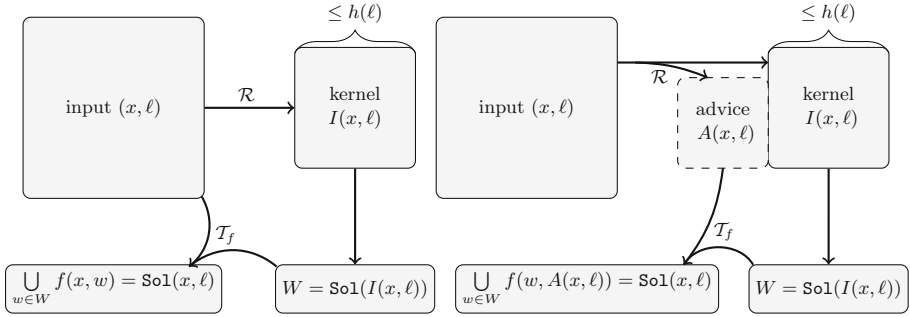 ≤ h(ℓ)
input (x, ℓ)
ℛ
kernel
I(x, ℓ)
𝒯_f
⋃_{w∈W} f(x, w) = Sol(x, ℓ)
W = Sol(I(x, ℓ))
≤ h(ℓ)
input (x, ℓ)
ℛ
advice
A(x, ℓ)
kernel
I(x, ℓ)
𝒯_f
⋃_{w∈W} f(w, A(x, ℓ)) = Sol(x, ℓ)
W = Sol(I(x, ℓ))